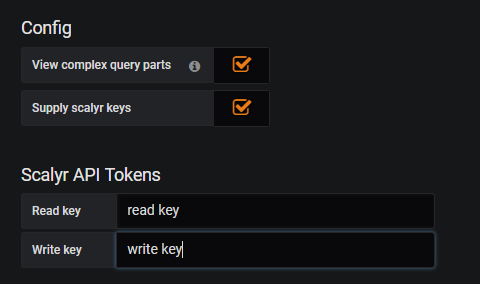 Config
View complex query parts
Supply scalyr keys
Scalyr API Tokens
Read key read key
Write key write key